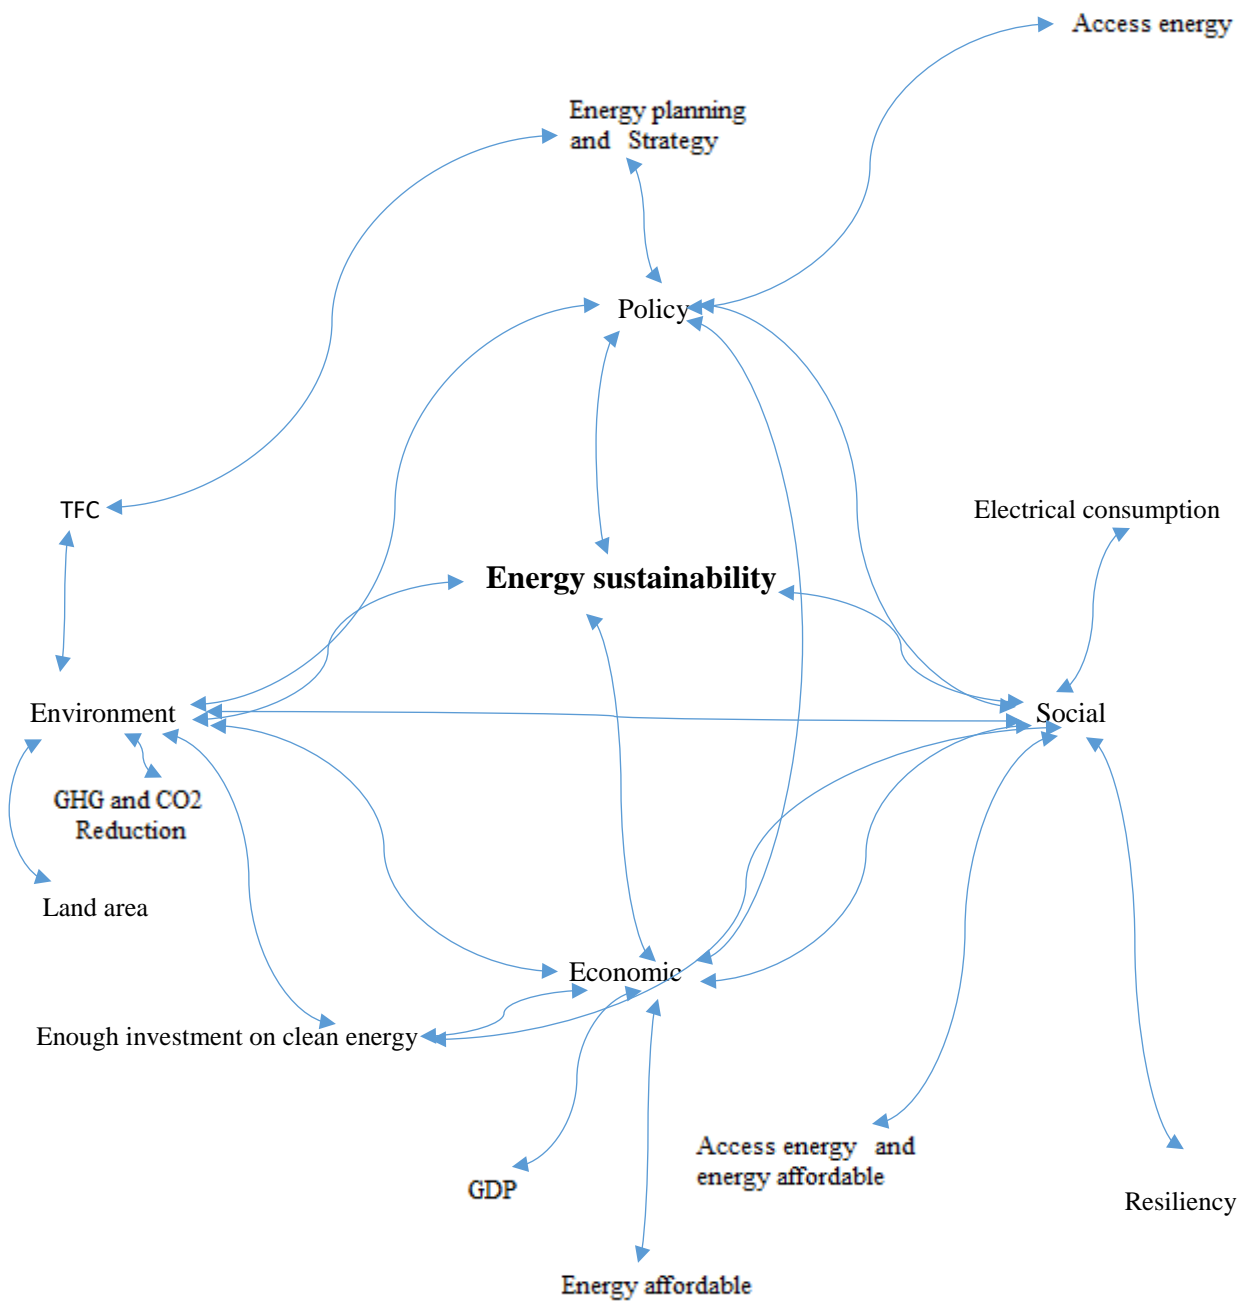 Access energy
Energy planning
and Strategy
Policy
TFC
Electrical consumption
Energy sustainability
Environment
Social
GHG and CO2
Reduction
Land area
Economic
Enough investment on clean energy
Access energy and
energy affordable
GDP
Resiliency
Energy affordable